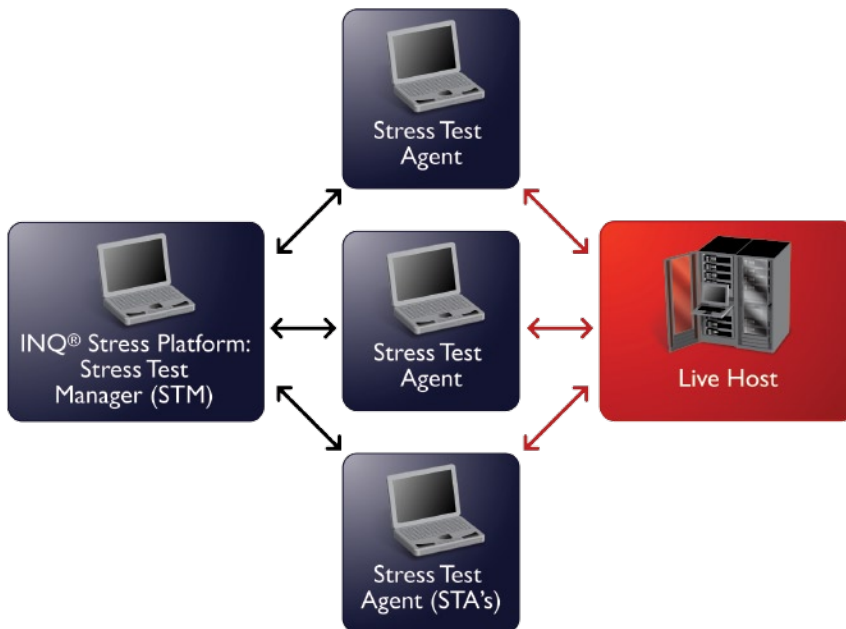 Stress Test
Agent
INQ® Stress Platform:
Stress Test
Manager (STM)
Stress Test
Agent
Live Host
Stress Test
Agent (STA's)